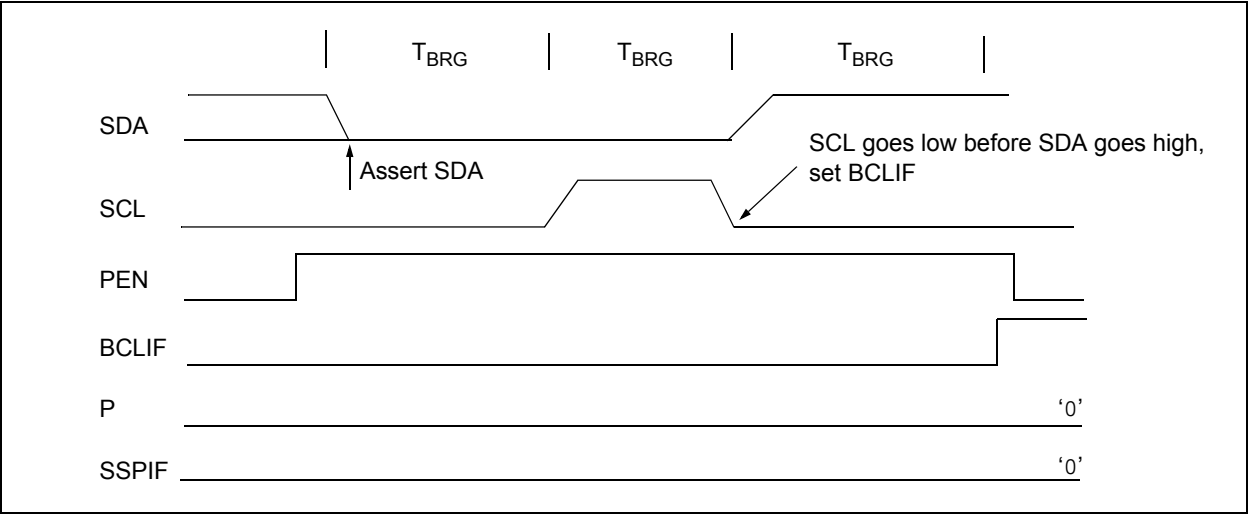 TBRG TBRG TBRG
SDA
Assert SDA
SCL goes low before SDA goes high,
set BCLIF
SCL
PEN
BCLIF
P
‘0’
SSPIF
‘0’